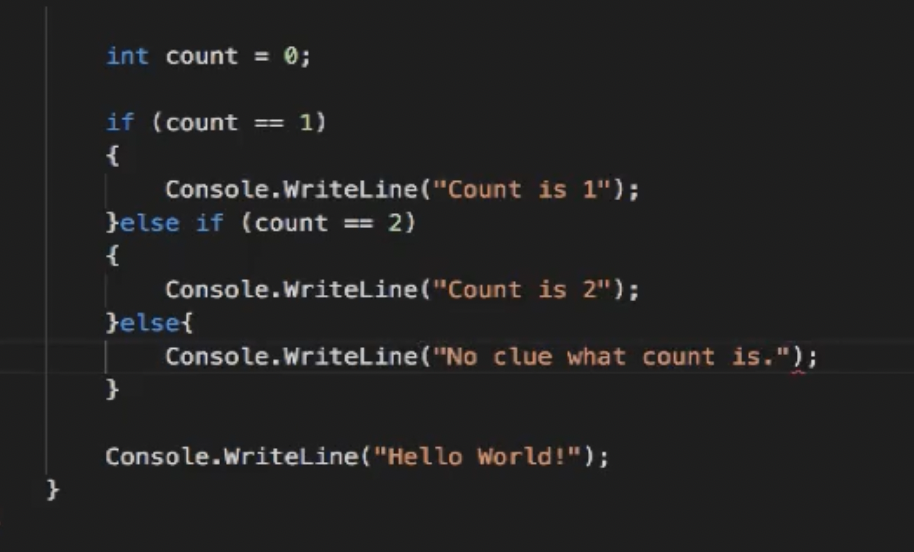 int count = 0;
if (count == 1)
{
Console.WriteLine("Count is 1");
}else if (count == 2)
{
Console.WriteLine("Count is 2");
}else{
Console.WriteLine("No clue what count is.");
}
Console.WriteLine("Hello World!");
}